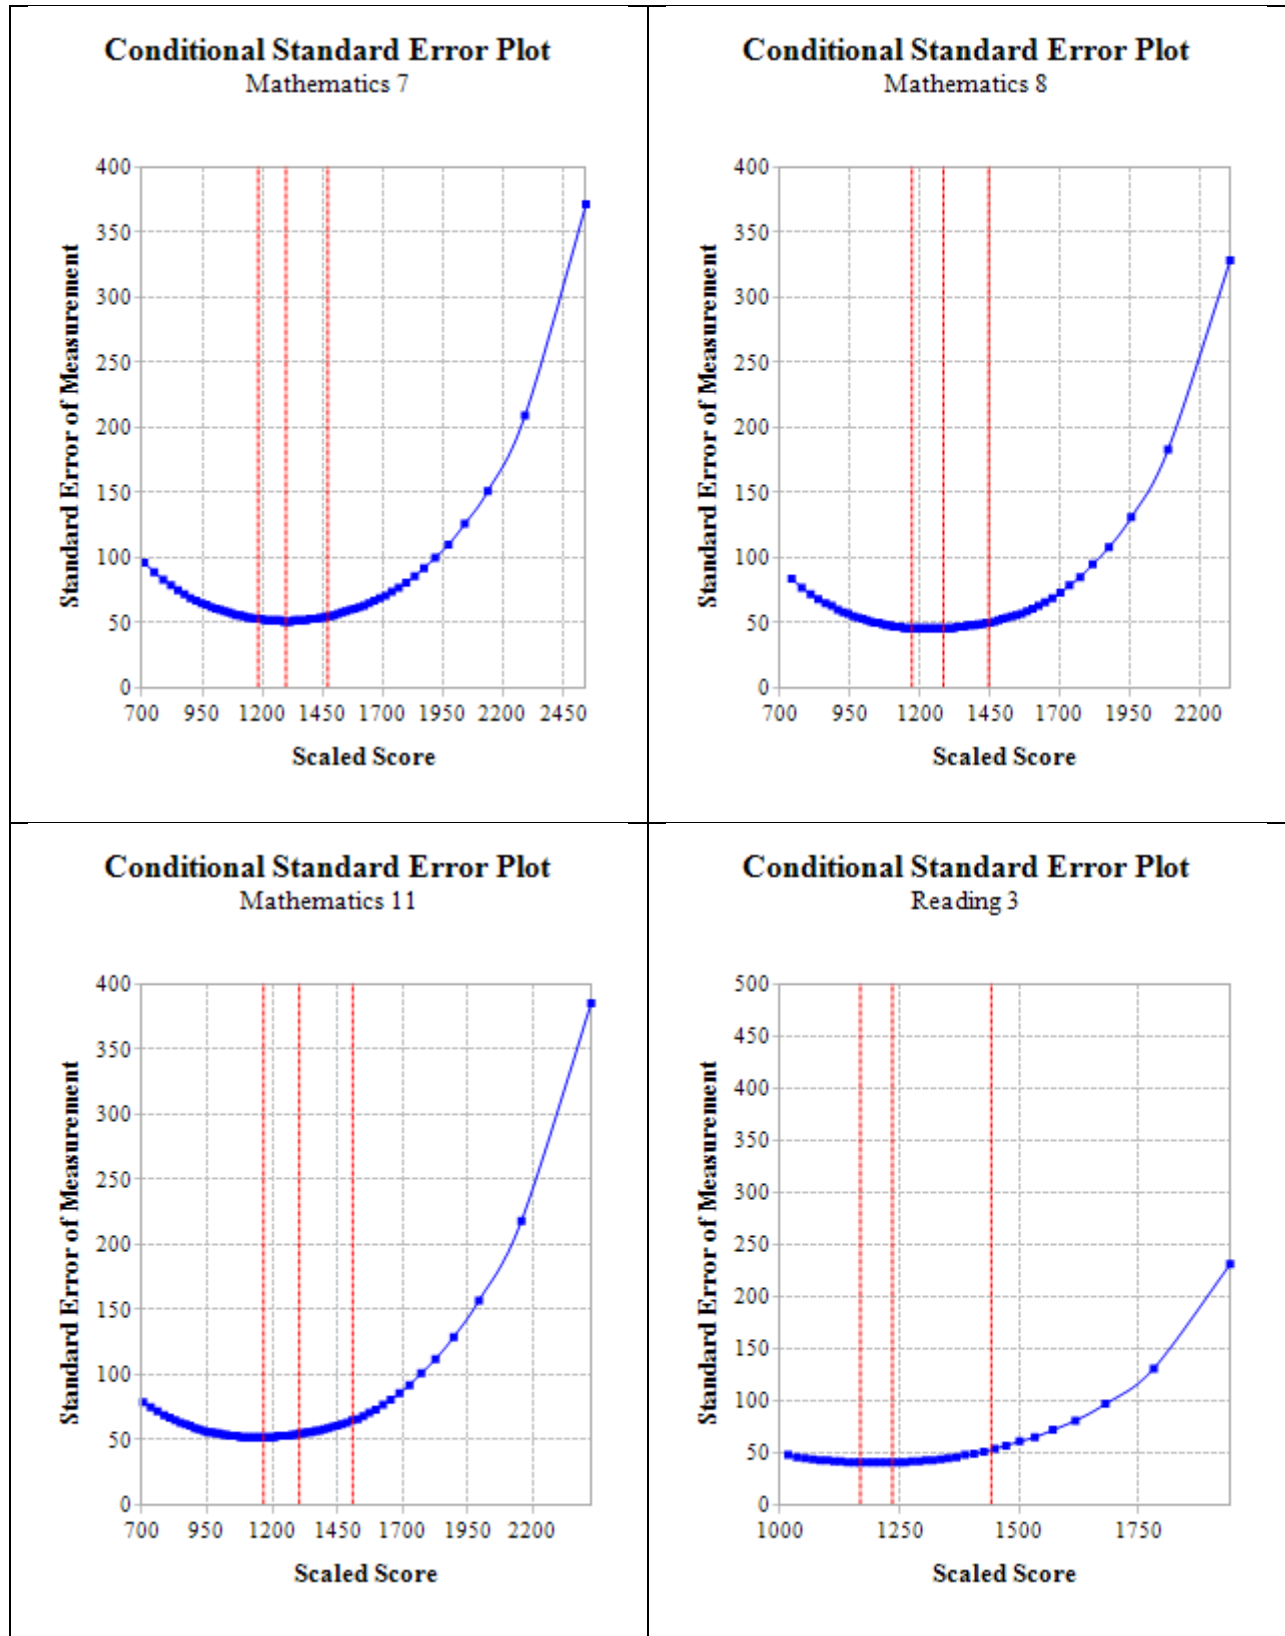 Conditional Standard Error Plot
Mathematics 7
400
350
300
250
200
150
100
50
0
Standard Error of Measurement
700 950 1200 1450 1700 1950 2200 2450
Scaled Score
Conditional Standard Error Plot
Mathematics 8
400
350
300
250
200
150
100
50
0
Standard Error of Measurement
700 950 1200 1450 1700 1950 2200
Scaled Score
Conditional Standard Error Plot
Mathematics 11
400
350
300
250
200
150
100
50
0
Standard Error of Measurement
700 950 1200 1450 1700 1950 2200
Scaled Score
Conditional Standard Error Plot
Reading 3
500
450
400
350
300
250
200
150
100
50
0
Standard Error of Measurement
1000 1250 1500 1750
Scaled Score